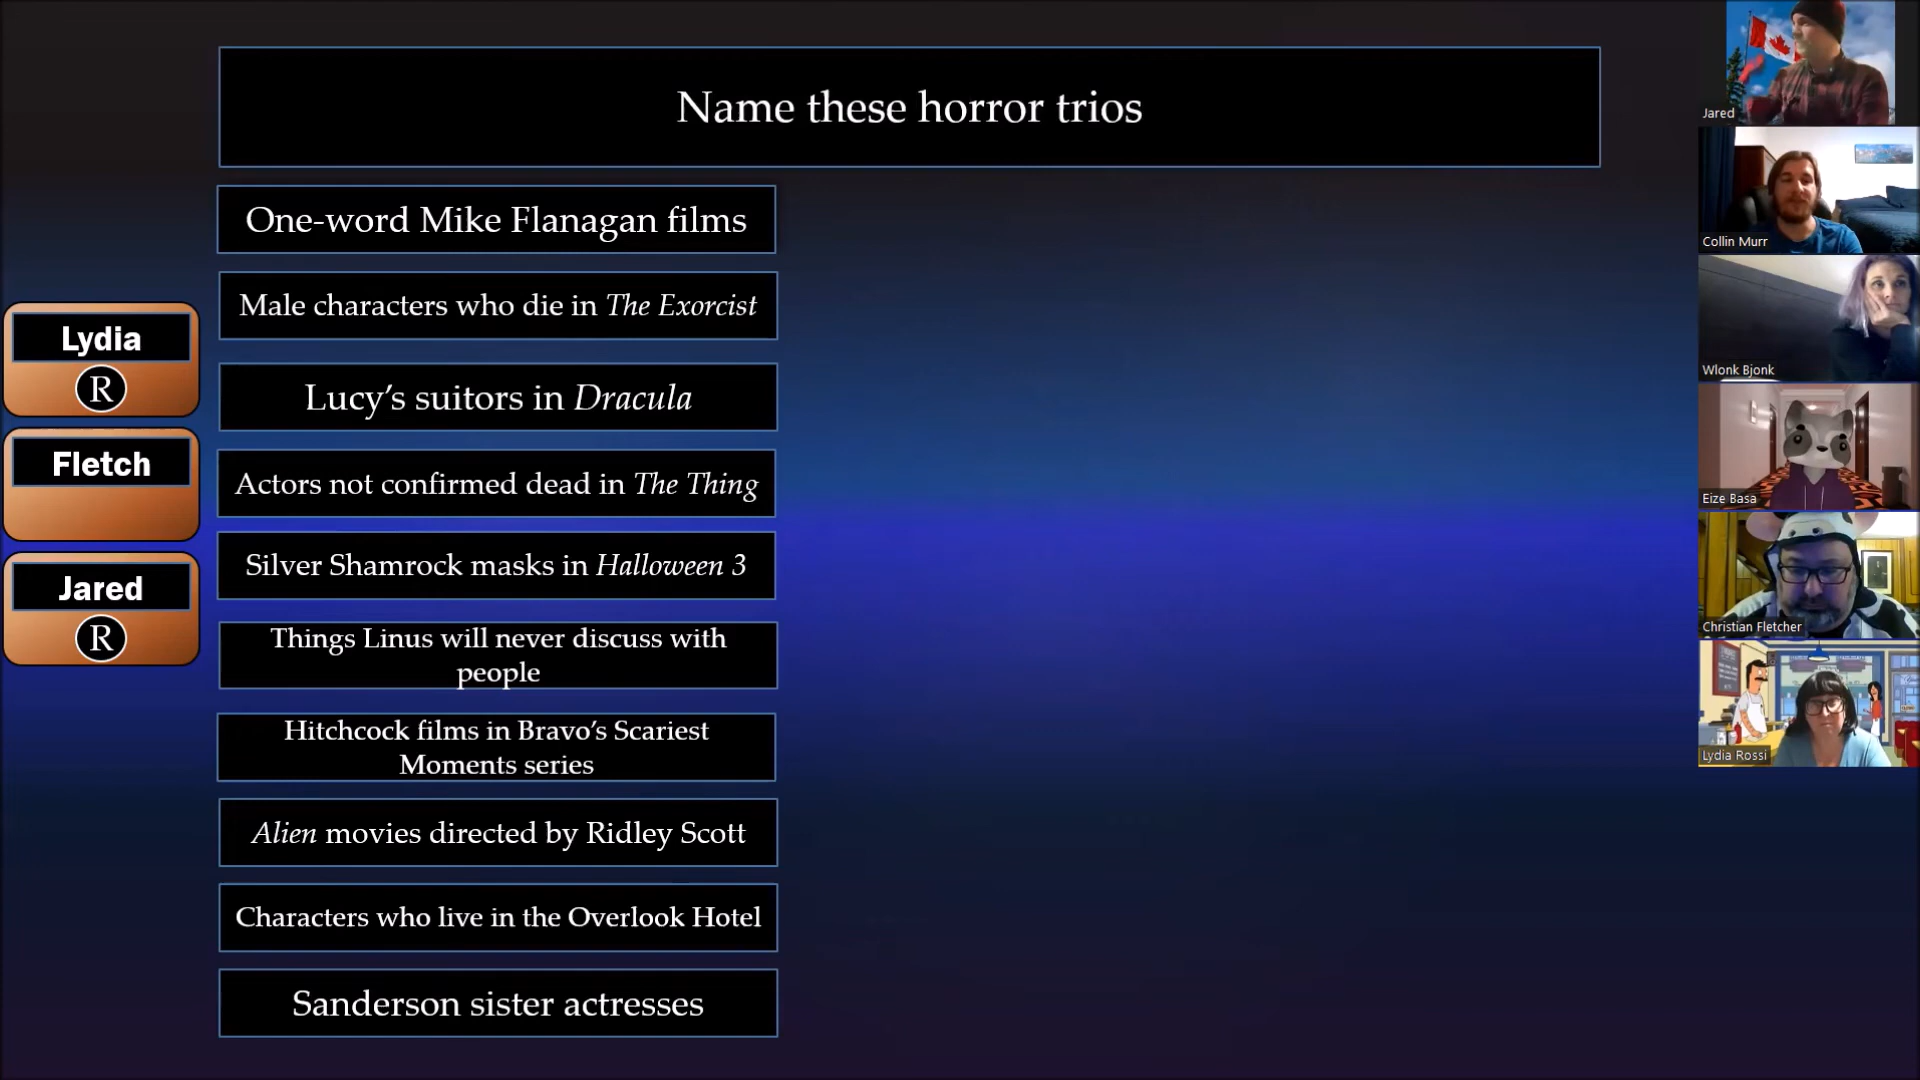 Name these horror trios
One-word Mike Flanagan films
Male characters who die in The Exorcist
Lucy's suitors in Dracula
Actors not confirmed dead in The Thing
Silver Shamrock masks in Halloween 3
Things Linus will never discuss with
people
Hitchcock films in Bravo's Scariest
Moments series
Alien movies directed by Ridley Scott
Characters who live in the Overlook Hotel
Sanderson sister actresses
Lydia
R
Fletch
Jared
R
Jared
Collin Murr
Wlonk Bjonk
Eize Basa
Christian Fletcher
Lydia Rossi